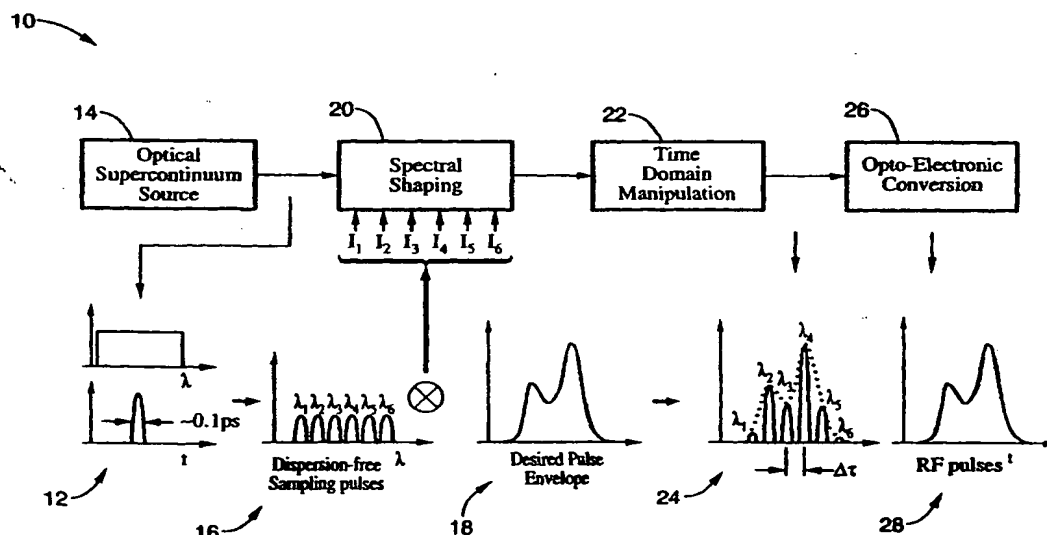 10
14
20
22
26
Optical
Supercontinuum
Source
Spectral
Shaping
Time
Domain
Manipulation
Opto-Electronic
Conversion
I₁ I₂ I₃ I₄ I₅ I₆
λ
~0.1ps
t
12
λ₁ λ₂ λ₃ λ₄ λ₅ λ₆
λ
Dispersion-free
Sampling pulses
16
Desired Pulse
Envelope
18
λ₁ λ₂ λ₃ λ₄ λ₅ λ₆
Δτ
24
RF pulses t
28